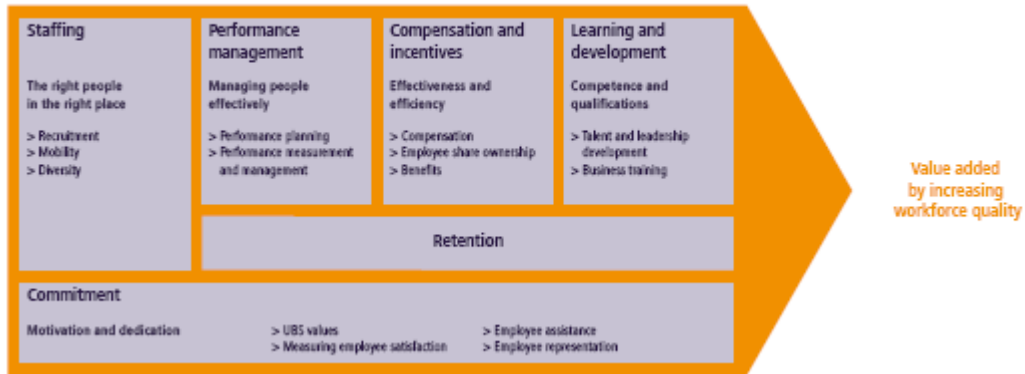 Staffing
The right people
in the right place
> Recruitment
> Mobility
> Diversity
Performance
management
Managing people
effectively
> Performance planning
> Performance measurement
and management
Compensation and
incentives
Effectiveness and
efficiency
> Compensation
> Employee share ownership
> Benefits
Learning and
development
Competence and
qualifications
> Talent and leadership
development
> Business training
Retention
Commitment
Motivation and dedication
> UBS values
> Measuring employee satisfaction
> Employee assistance
> Employee representation
Value added
by increasing
workforce quality